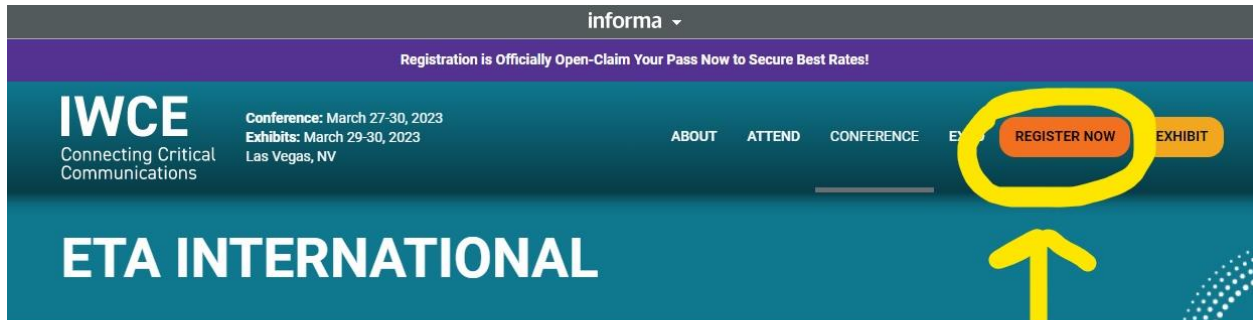 informa
Registration is Officially Open-Claim Your Pass Now to Secure Best Rates!
IWCE
Connecting Critical
Communications
Conference: March 27-30, 2023
Exhibits: March 29-30, 2023
Las Vegas, NV
ABOUT ATTEND CONFERENCE REGISTER NOW EXHIBIT
ETA INTERNATIONAL